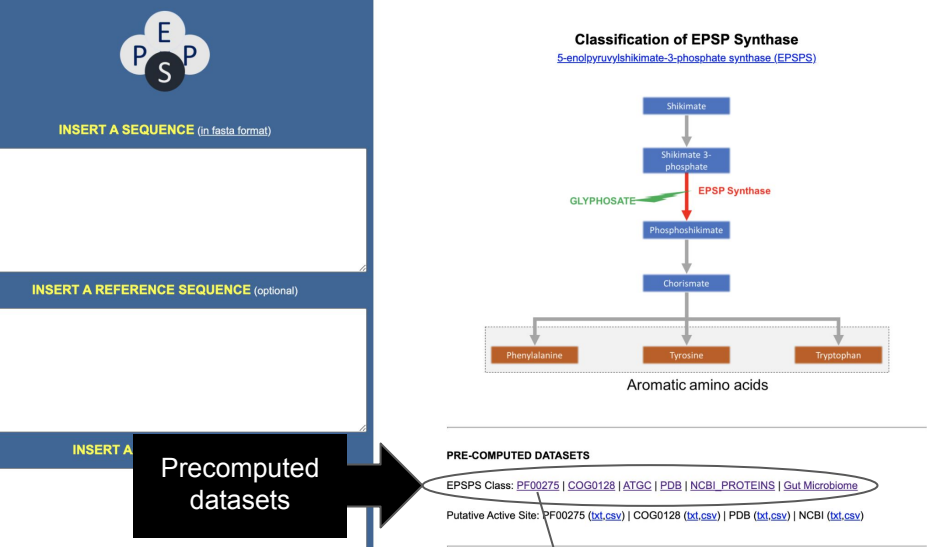 E
P P
S
INSERT A SEQUENCE (in fasta format)
INSERT A REFERENCE SEQUENCE (optional)
INSERT A
Precomputed
datasets
Classification of EPSP Synthase
5-enolpyruvylshikimate-3-phosphate synthase (EPSPS)
Shikimate
Shikimate 3-
phosphate
GLYPHOSATE
EPSP Synthase
Phosphoshikimate
Chorismate
Phenylalanine Tyrosine Tryptophan
Aromatic amino acids
PRE-COMPUTED DATASETS
EPSPS Class: PF00275 | COG0128 | ATGC | PDB | NCBI_PROTEINS | Gut Microbiome
Putative Active Site: PF00275 (txt,csv) | COG0128 (txt,csv) | PDB (txt,csv) | NCBI (txt,csv)